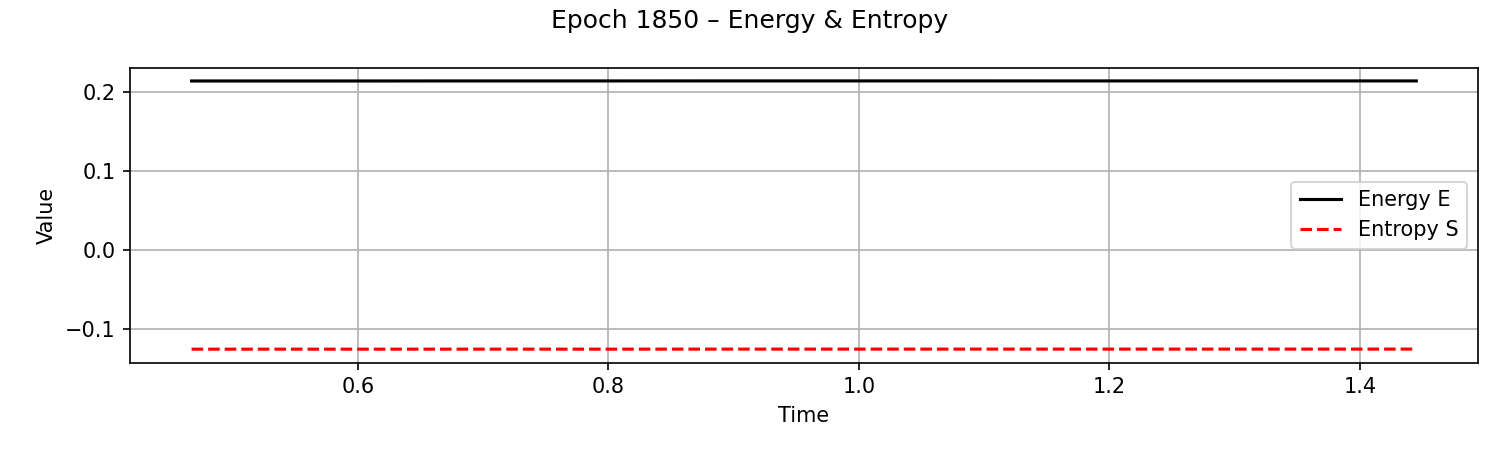 Epoch 1850 – Energy & Entropy
0.2
0.1
0.0
−0.1
Value
Energy E
Entropy S
0.6 0.8 1.0 1.2 1.4
Time